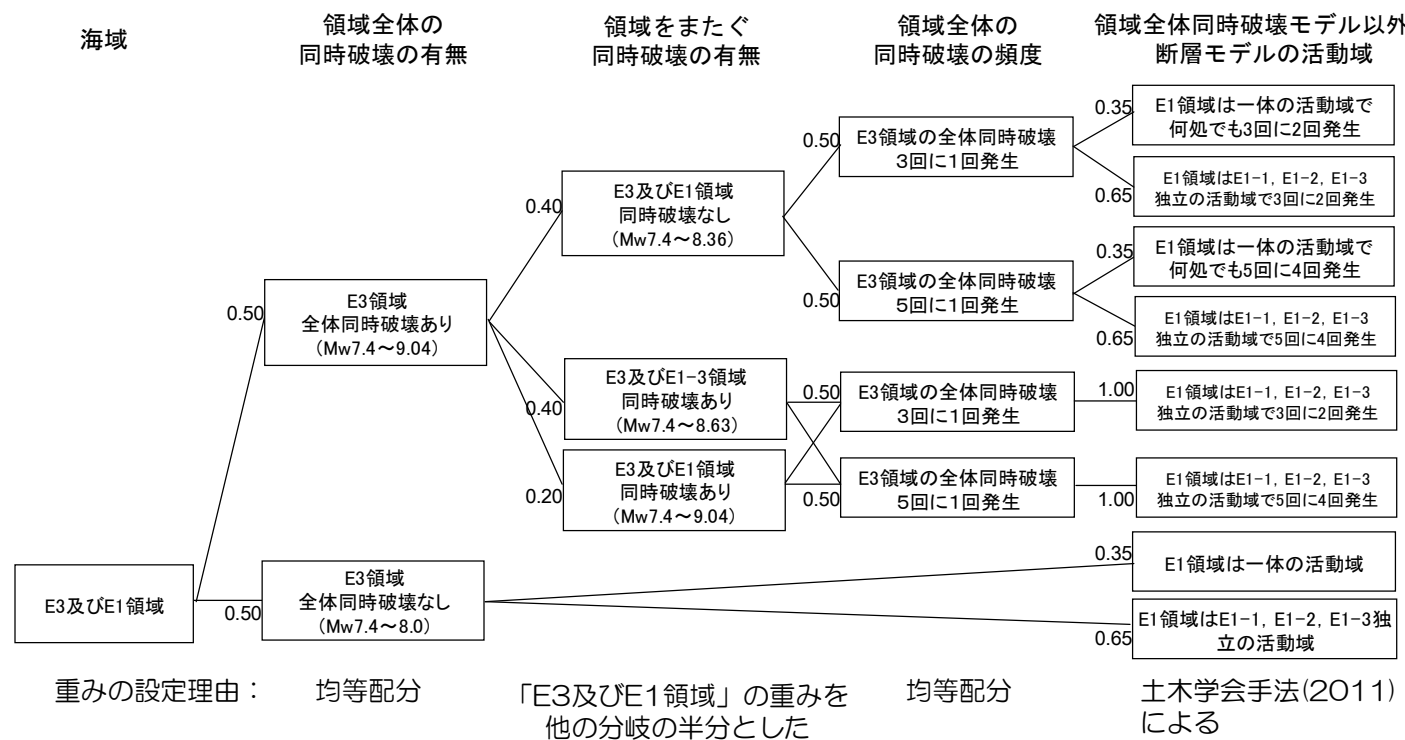 海域
領域全体の
同時破壊の有無
領域をまたぐ
同時破壊の有無
領域全体の
同時破壊の頻度
領域全体同時破壊モデル以外
断層モデルの活動域
E3及びE1領域
0.50
E3領域
全体同時破壊あり
(Mw7.4～9.04)
0.50
E3領域
全体同時破壊なし
(Mw7.4～8.0)
0.40
E3及びE1領域
同時破壊なし
(Mw7.4～8.36)
0.40
E3及びE1-3領域
同時破壊あり
(Mw7.4～8.63)
0.20
E3及びE1領域
同時破壊あり
(Mw7.4～9.04)
0.50
E3領域の全体同時破壊
3回に1回発生
0.50
E3領域の全体同時破壊
5回に1回発生
0.50
E3領域の全体同時破壊
3回に1回発生
0.50
E3領域の全体同時破壊
5回に1回発生
0.35
E1領域は一体の活動域で
何処でも3回に2回発生
0.65
E1領域はE1-1, E1-2, E1-3
独立の活動域で3回に2回発生
0.35
E1領域は一体の活動域で
何処でも5回に4回発生
0.65
E1領域はE1-1, E1-2, E1-3
独立の活動域で5回に4回発生
1.00
E1領域はE1-1, E1-2, E1-3
独立の活動域で3回に2回発生
1.00
E1領域はE1-1, E1-2, E1-3
独立の活動域で5回に4回発生
0.35
E1領域は一体の活動域
0.65
E1領域はE1-1, E1-2, E1-3独
立の活動域
重みの設定理由：
均等配分
「E3及びE1領域」の重みを
他の分岐の半分とした
均等配分
土木学会手法(2011)
による